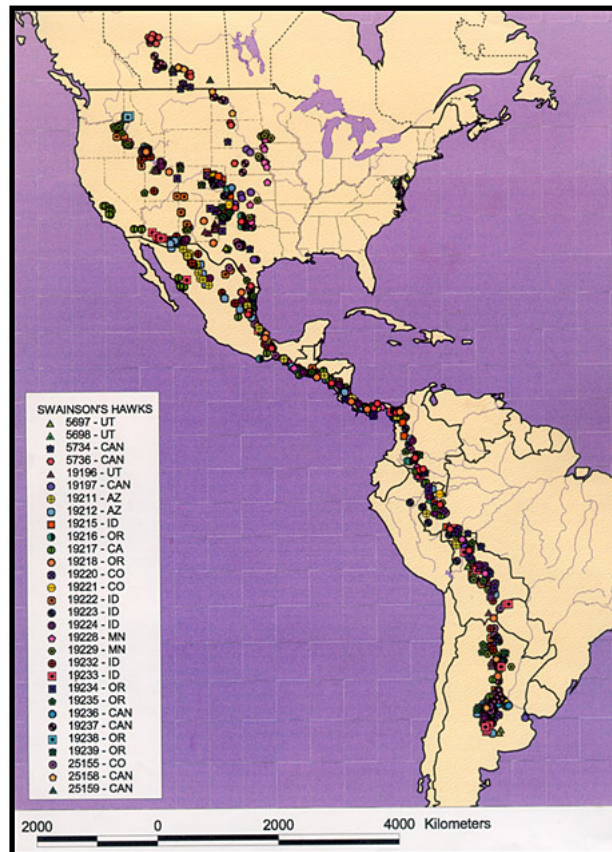 SWAINSON'S HAWKS
5697 - UT
5698 - UT
5734 - CAN
5736 - CAN
19196 - UT
19197 - CAN
19211 - AZ
19212 - AZ
19215 - ID
19216 - OR
19217 - CA
19218 - OR
19220 - CO
19221 - CO
19222 - ID
19223 - ID
19224 - ID
19228 - MN
19229 - MN
19232 - ID
19233 - ID
19234 - OR
19235 - OR
19236 - CAN
19237 - CAN
19238 - OR
19239 - OR
25155 - CO
25158 - CAN
25159 - CAN
2000 0 2000 4000 Kilometers